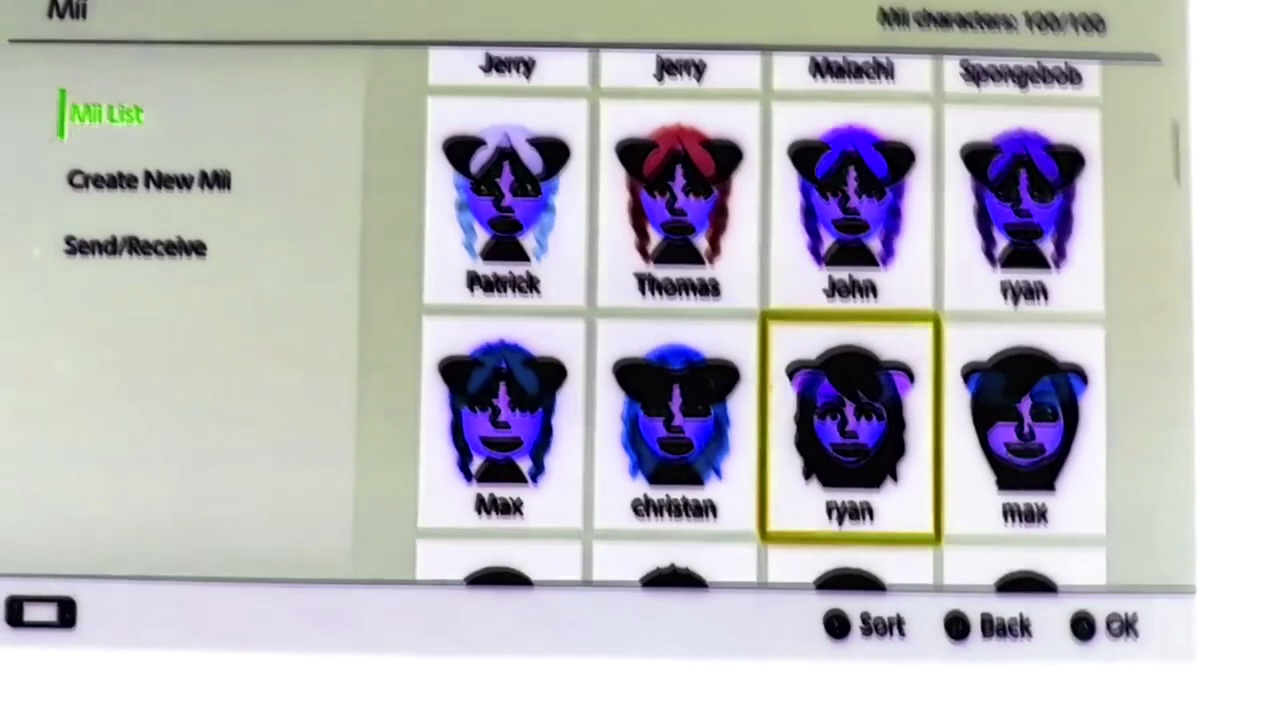 Mii
Mii characters: 100/100
Mii List
Create New Mii
Send/Receive
Jerry
Jerry
Malachi
Spongebob
Patrick
Thomas
John
ryan
Max
christan
ryan
max
Sort
Back
OK